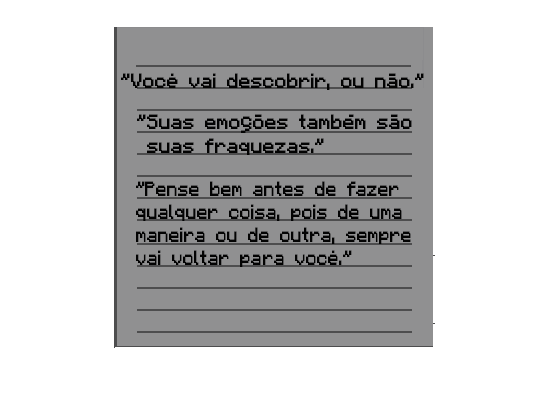 "Você vai descobrir, ou não."
"Suas emoções também são
suas fraquezas."
"Pense bem antes de fazer
qualquer coisa, pois de uma
maneira ou de outra, sempre
vai voltar para você."